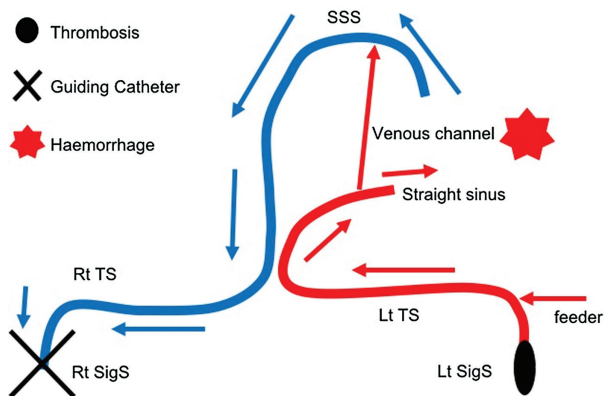 SSS
Thrombosis
Guiding Catheter
Venous channel
Haemorrhage
Straight sinus
Rt TS
Lt TS
feeder
Rt SigS
Lt SigS